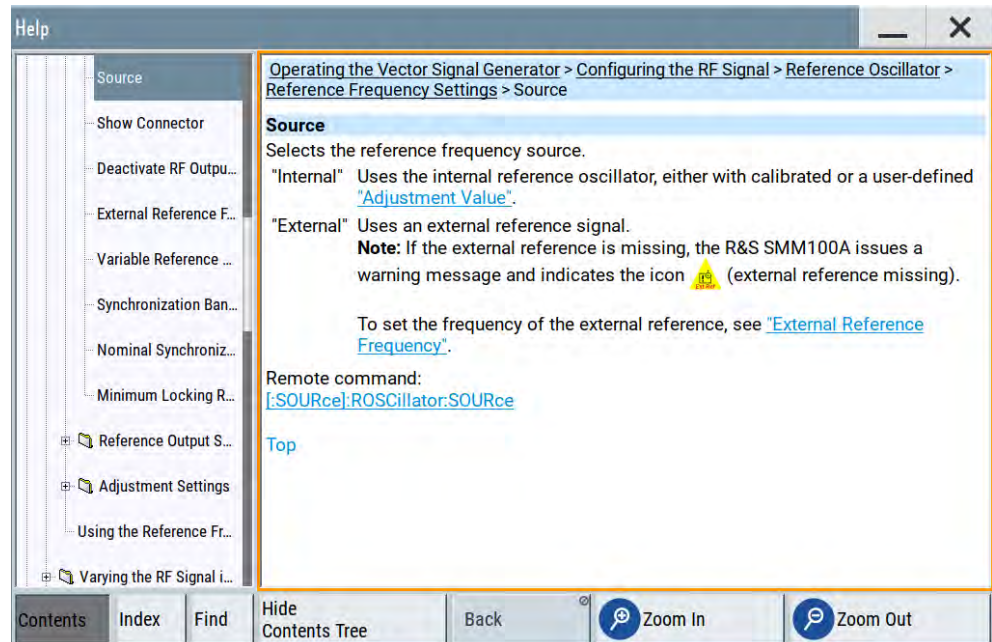 Help
Source
Show Connector
Deactivate RF Outpu...
External Reference F...
Variable Reference ...
Synchronization Ban...
Nominal Synchroniz...
Minimum Locking R...
Reference Output S...
Adjustment Settings
Using the Reference Fr...
Varying the RF Signal i...
Operating the Vector Signal Generator > Configuring the RF Signal > Reference Oscillator >
Reference Frequency Settings > Source
Source
Selects the reference frequency source.
"Internal" Uses the internal reference oscillator, either with calibrated or a user-defined
"Adjustment Value".
"External" Uses an external reference signal.
Note: If the external reference is missing, the R&S SMM100A issues a
warning message and indicates the icon (external reference missing).
To set the frequency of the external reference, see "External Reference
Frequency".
Remote command:
[:SOURce]:ROSCillator:SOURce
Top
Contents
Index
Find
Hide
Contents Tree
Back
Zoom In
Zoom Out